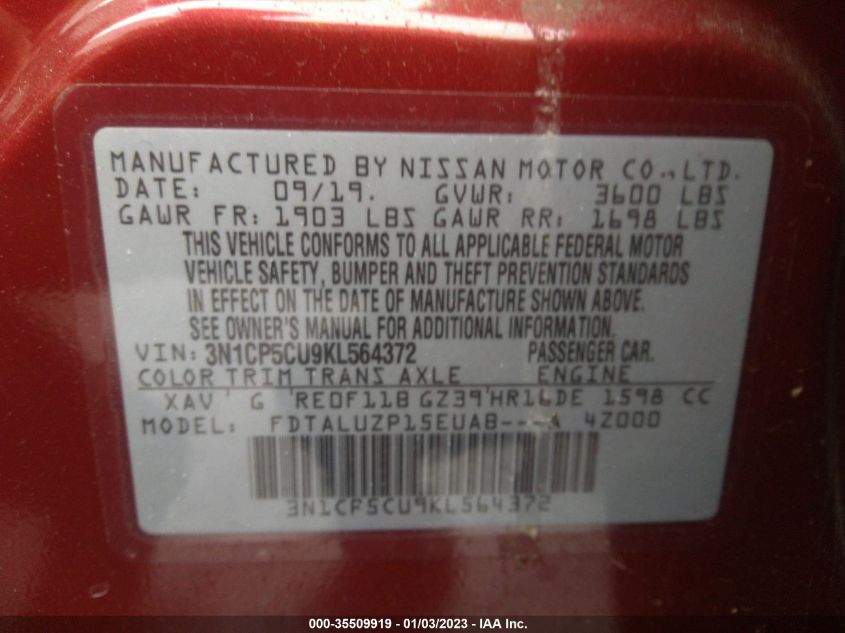 MANUFACTURED BY NISSAN MOTOR CO., LTD.
DATE: 09/19. GVWR: 3600 LBS
GAWR FR: 1903 LBS GAWR RR: 1698 LBS
THIS VEHICLE CONFORMS TO ALL APPLICABLE FEDERAL MOTOR
VEHICLE SAFETY, BUMPER AND THEFT PREVENTION STANDARDS
IN EFFECT ON THE DATE OF MANUFACTURE SHOWN ABOVE.
SEE OWNER'S MANUAL FOR ADDITIONAL INFORMATION.
VIN: 3N1CP5CU9KL564372 PASSENGER CAR.
COLOR TRIM TRANS AXLE ENGINE
XAV ' G 'RE0F11B GZ39'HR16DE 1598 CC
MODEL: FDTALUZP15EUAB----A 4Z000
3N1CP5CU9KL564372
000-35509919 - 01/03/2023 - IAA Inc.